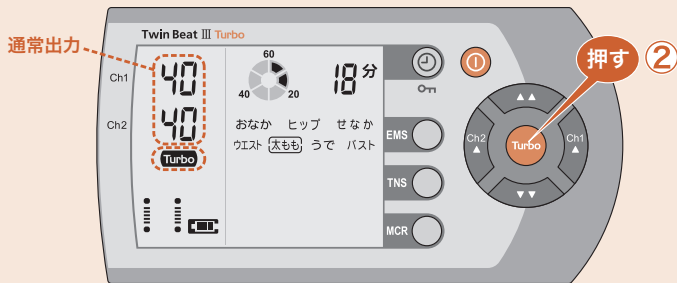 Twin Beat III Turbo
通常出力
Ch1 40
Ch2 40
Turbo
60
40 20
18分
おなか ヒップ せなか
ウエスト 太もも うで バスト
EMS
TNS
MCR
▲▲
Ch2 ▲
Turbo
Ch1 ▲
▼▼
押す ②